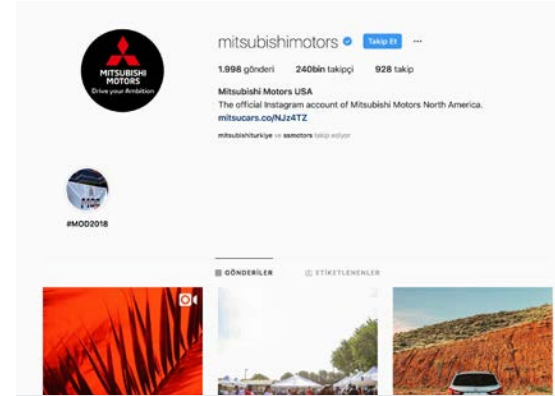 mitsubishimotors Takip Et ...
MITSUBISHI
MOTORS
Drive your Ambition
1.998 gönderi 240bin takipçi 928 takip
Mitsubishi Motors USA
The official Instagram account of Mitsubishi Motors North America.
mitsucars.co/NJz4TZ
mitsubishiturkiye ve ssmotors takip ediyor
#MOD2018
GÖNDERİLER ETİKETLENENLER